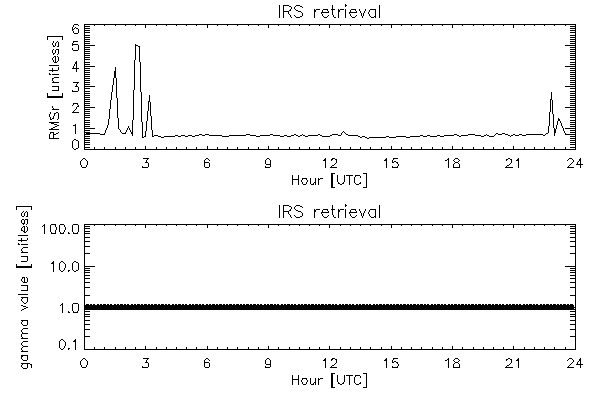 IRS retrieval
RMSr [unitless]
6
5
4
3
2
1
0
0 3 6 9 12 15 18 21 24
Hour [UTC]
IRS retrieval
gamma value [unitless]
100.0
10.0
1.0
0.1
0 3 6 9 12 15 18 21 24
Hour [UTC]